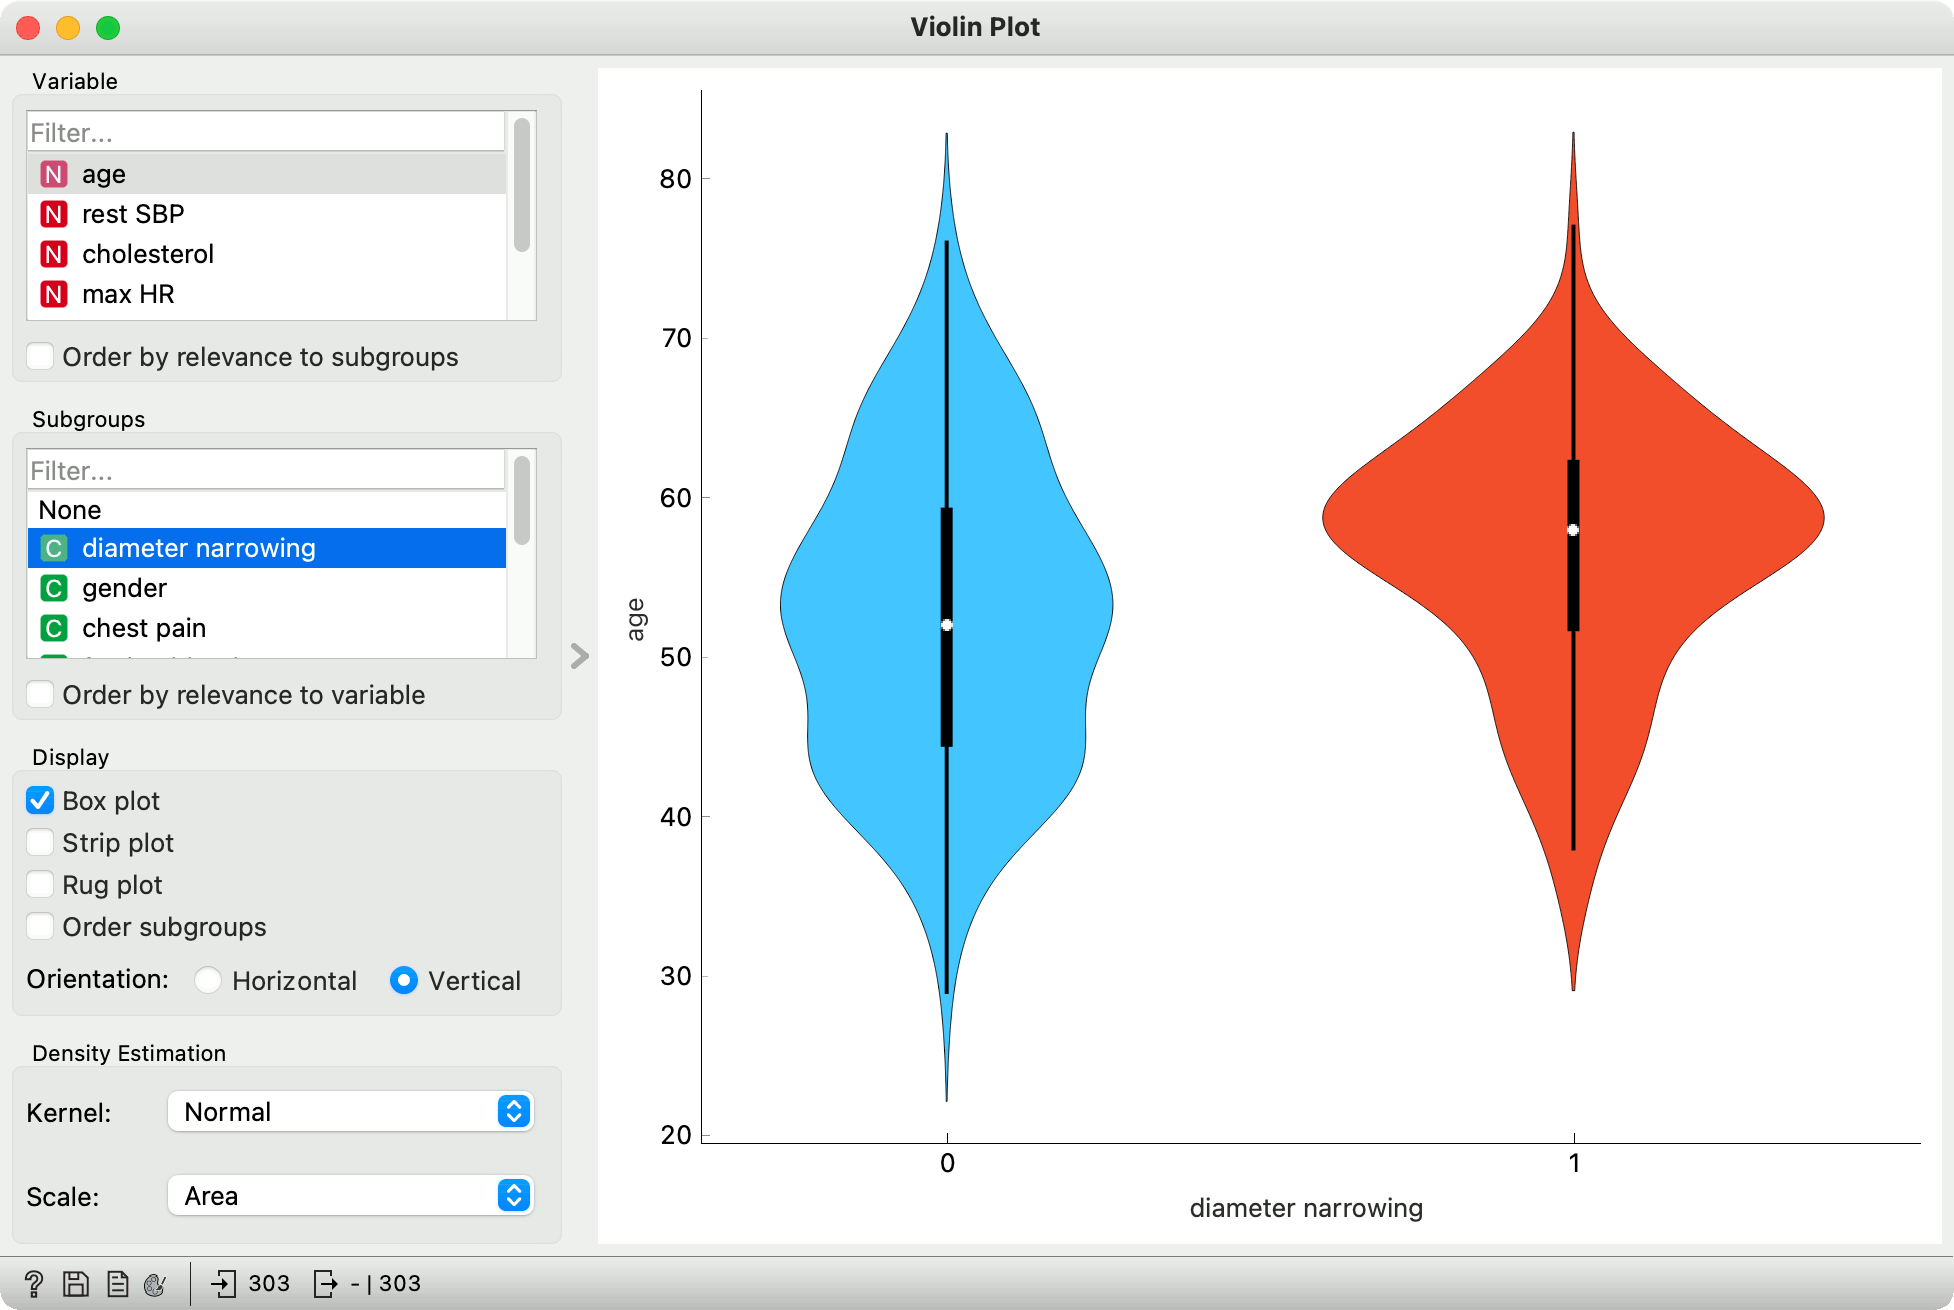 Violin Plot
Variable
Filter...
N age
N rest SBP
N cholesterol
N max HR
Order by relevance to subgroups
Subgroups
Filter...
None
C diameter narrowing
C gender
C chest pain
Order by relevance to variable
Display
Box plot
Strip plot
Rug plot
Order subgroups
Orientation: Horizontal Vertical
Density Estimation
Kernel: Normal
Scale: Area
80
70
60
50
40
30
20
age
0 1
diameter narrowing
? 303 - | 303